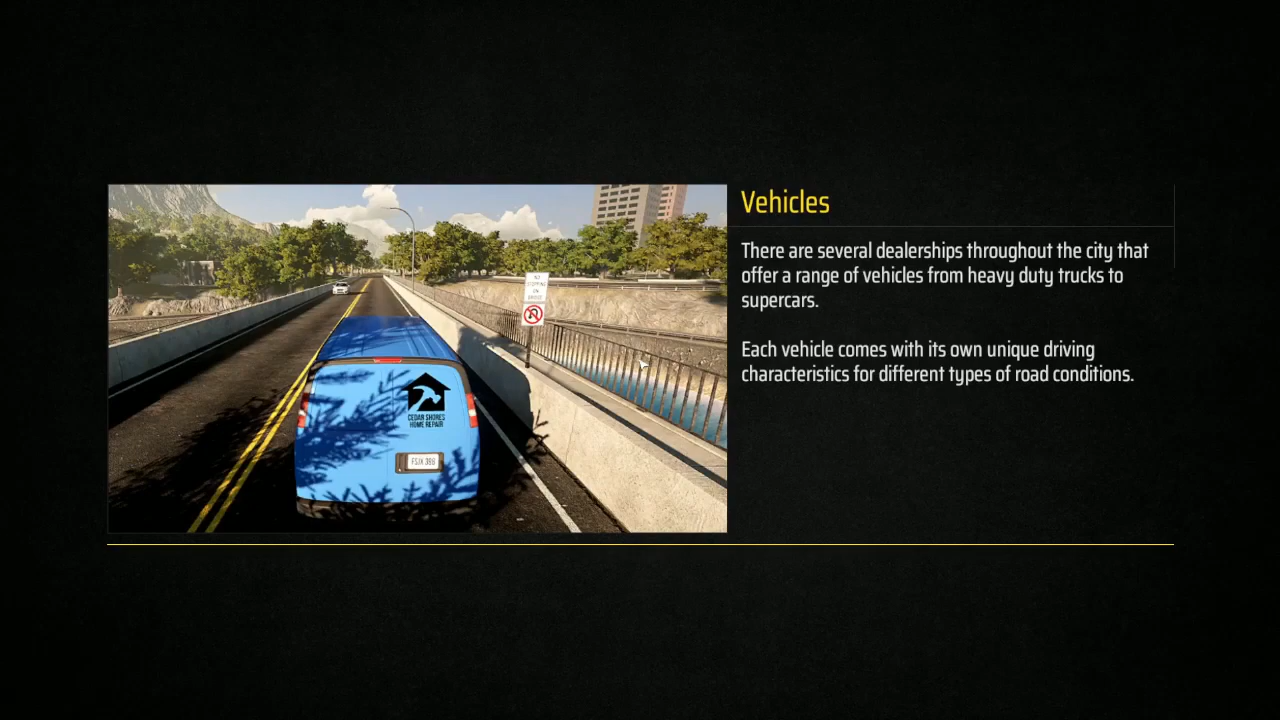 Vehicles
There are several dealerships throughout the city that
offer a range of vehicles from heavy duty trucks to
supercars.
Each vehicle comes with its own unique driving
characteristics for different types of road conditions.
NO
STOPPING
ON
BRIDGE
CEDAR SHORES
HOME REPAIR